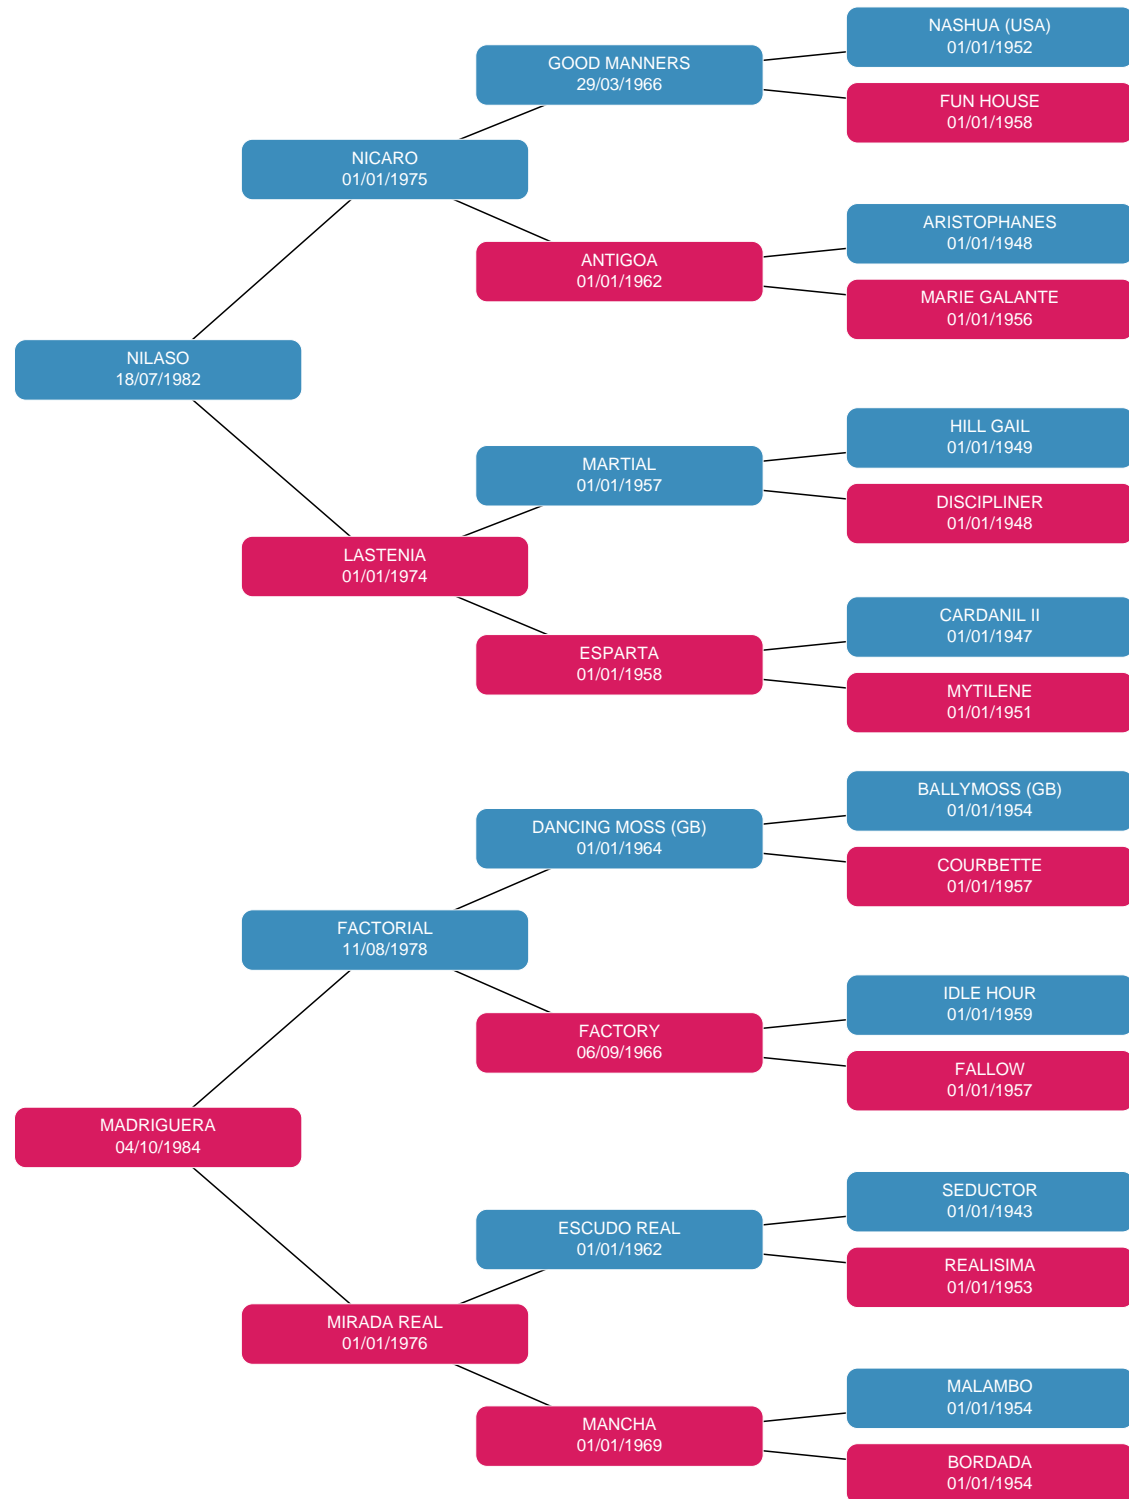 NASHUA (USA)
01/01/1952
GOOD MANNERS
29/03/1966
FUN HOUSE
01/01/1958
NICARO
01/01/1975
ARISTOPHANES
01/01/1948
ANTIGOA
01/01/1962
MARIE GALANTE
01/01/1956
NILASO
18/07/1982
HILL GAIL
01/01/1949
MARTIAL
01/01/1957
DISCIPLINER
01/01/1948
LASTENIA
01/01/1974
CARDANIL II
01/01/1947
ESPARTA
01/01/1958
MYTILENE
01/01/1951
BALLYMOSS (GB)
01/01/1954
DANCING MOSS (GB)
01/01/1964
COURBETTE
01/01/1957
FACTORIAL
11/08/1978
IDLE HOUR
01/01/1959
FACTORY
06/09/1966
FALLOW
01/01/1957
MADRIGUERA
04/10/1984
SEDUCTOR
01/01/1943
ESCUDO REAL
01/01/1962
REALISIMA
01/01/1953
MIRADA REAL
01/01/1976
MALAMBO
01/01/1954
MANCHA
01/01/1969
BORDADA
01/01/1954